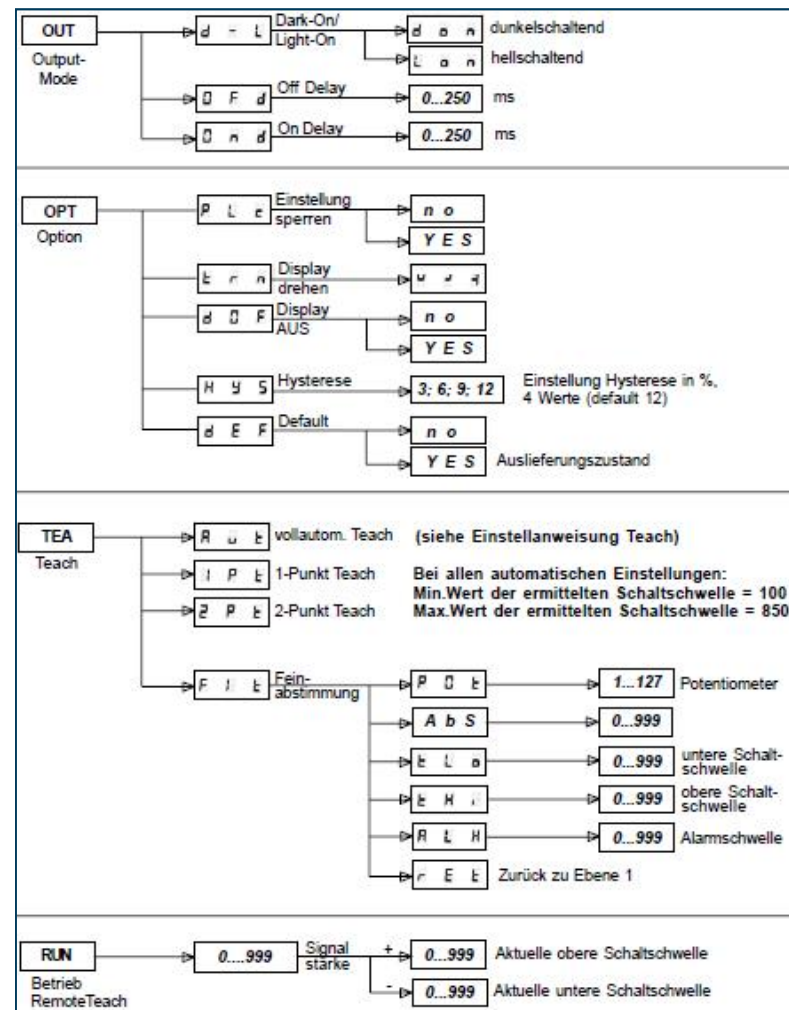 OUT
Output-
Mode
d - L
Dark-On/
Light-On
d o n
dunkelschaltend
L o n
hellschaltend
O F d
Off Delay
0...250
ms
O n d
On Delay
0...250
ms
OPT
Option
P L c
Einstellung
sperren
n o
Y E S
t r n
Display
drehen
d O F
Display
AUS
n o
Y E S
H Y S
Hysterese
3; 6; 9; 12
Einstellung Hysterese in %,
4 Werte (default 12)
d E F
Default
n o
Y E S
Auslieferungszustand
TEA
Teach
A u t
vollautom. Teach
(siehe Einstellanweisung Teach)
1 P t
1-Punkt Teach
Bei allen automatischen Einstellungen:
Min.Wert der ermittelten Schaltschwelle = 100
2 P t
2-Punkt Teach
Max.Wert der ermittelten Schaltschwelle = 850
F I t
Fein-
abstimmung
P O t
1...127
Potentiometer
A b S
0...999
t L o
0...999
untere Schalt-
schwelle
t H i
0...999
obere Schalt-
schwelle
A L H
0...999
Alarmschwelle
r E t
Zurück zu Ebene 1
RUN
Betrieb
RemoteTeach
0....999
Signal
stärke
+
0...999
Aktuelle obere Schaltschwelle
-
0...999
Aktuelle untere Schaltschwelle